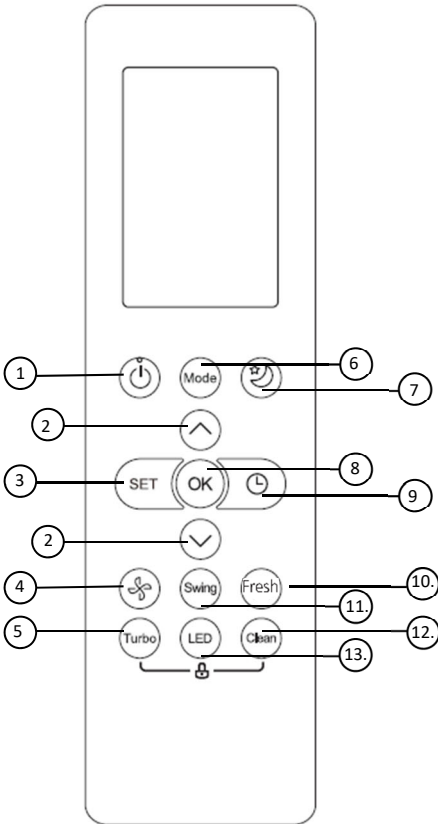 1
Mode
6
7
2
8
3
SET
OK
9
2
4
Swing
Fresh
10.
11.
5
Turbo
LED
Clean
12.
13.